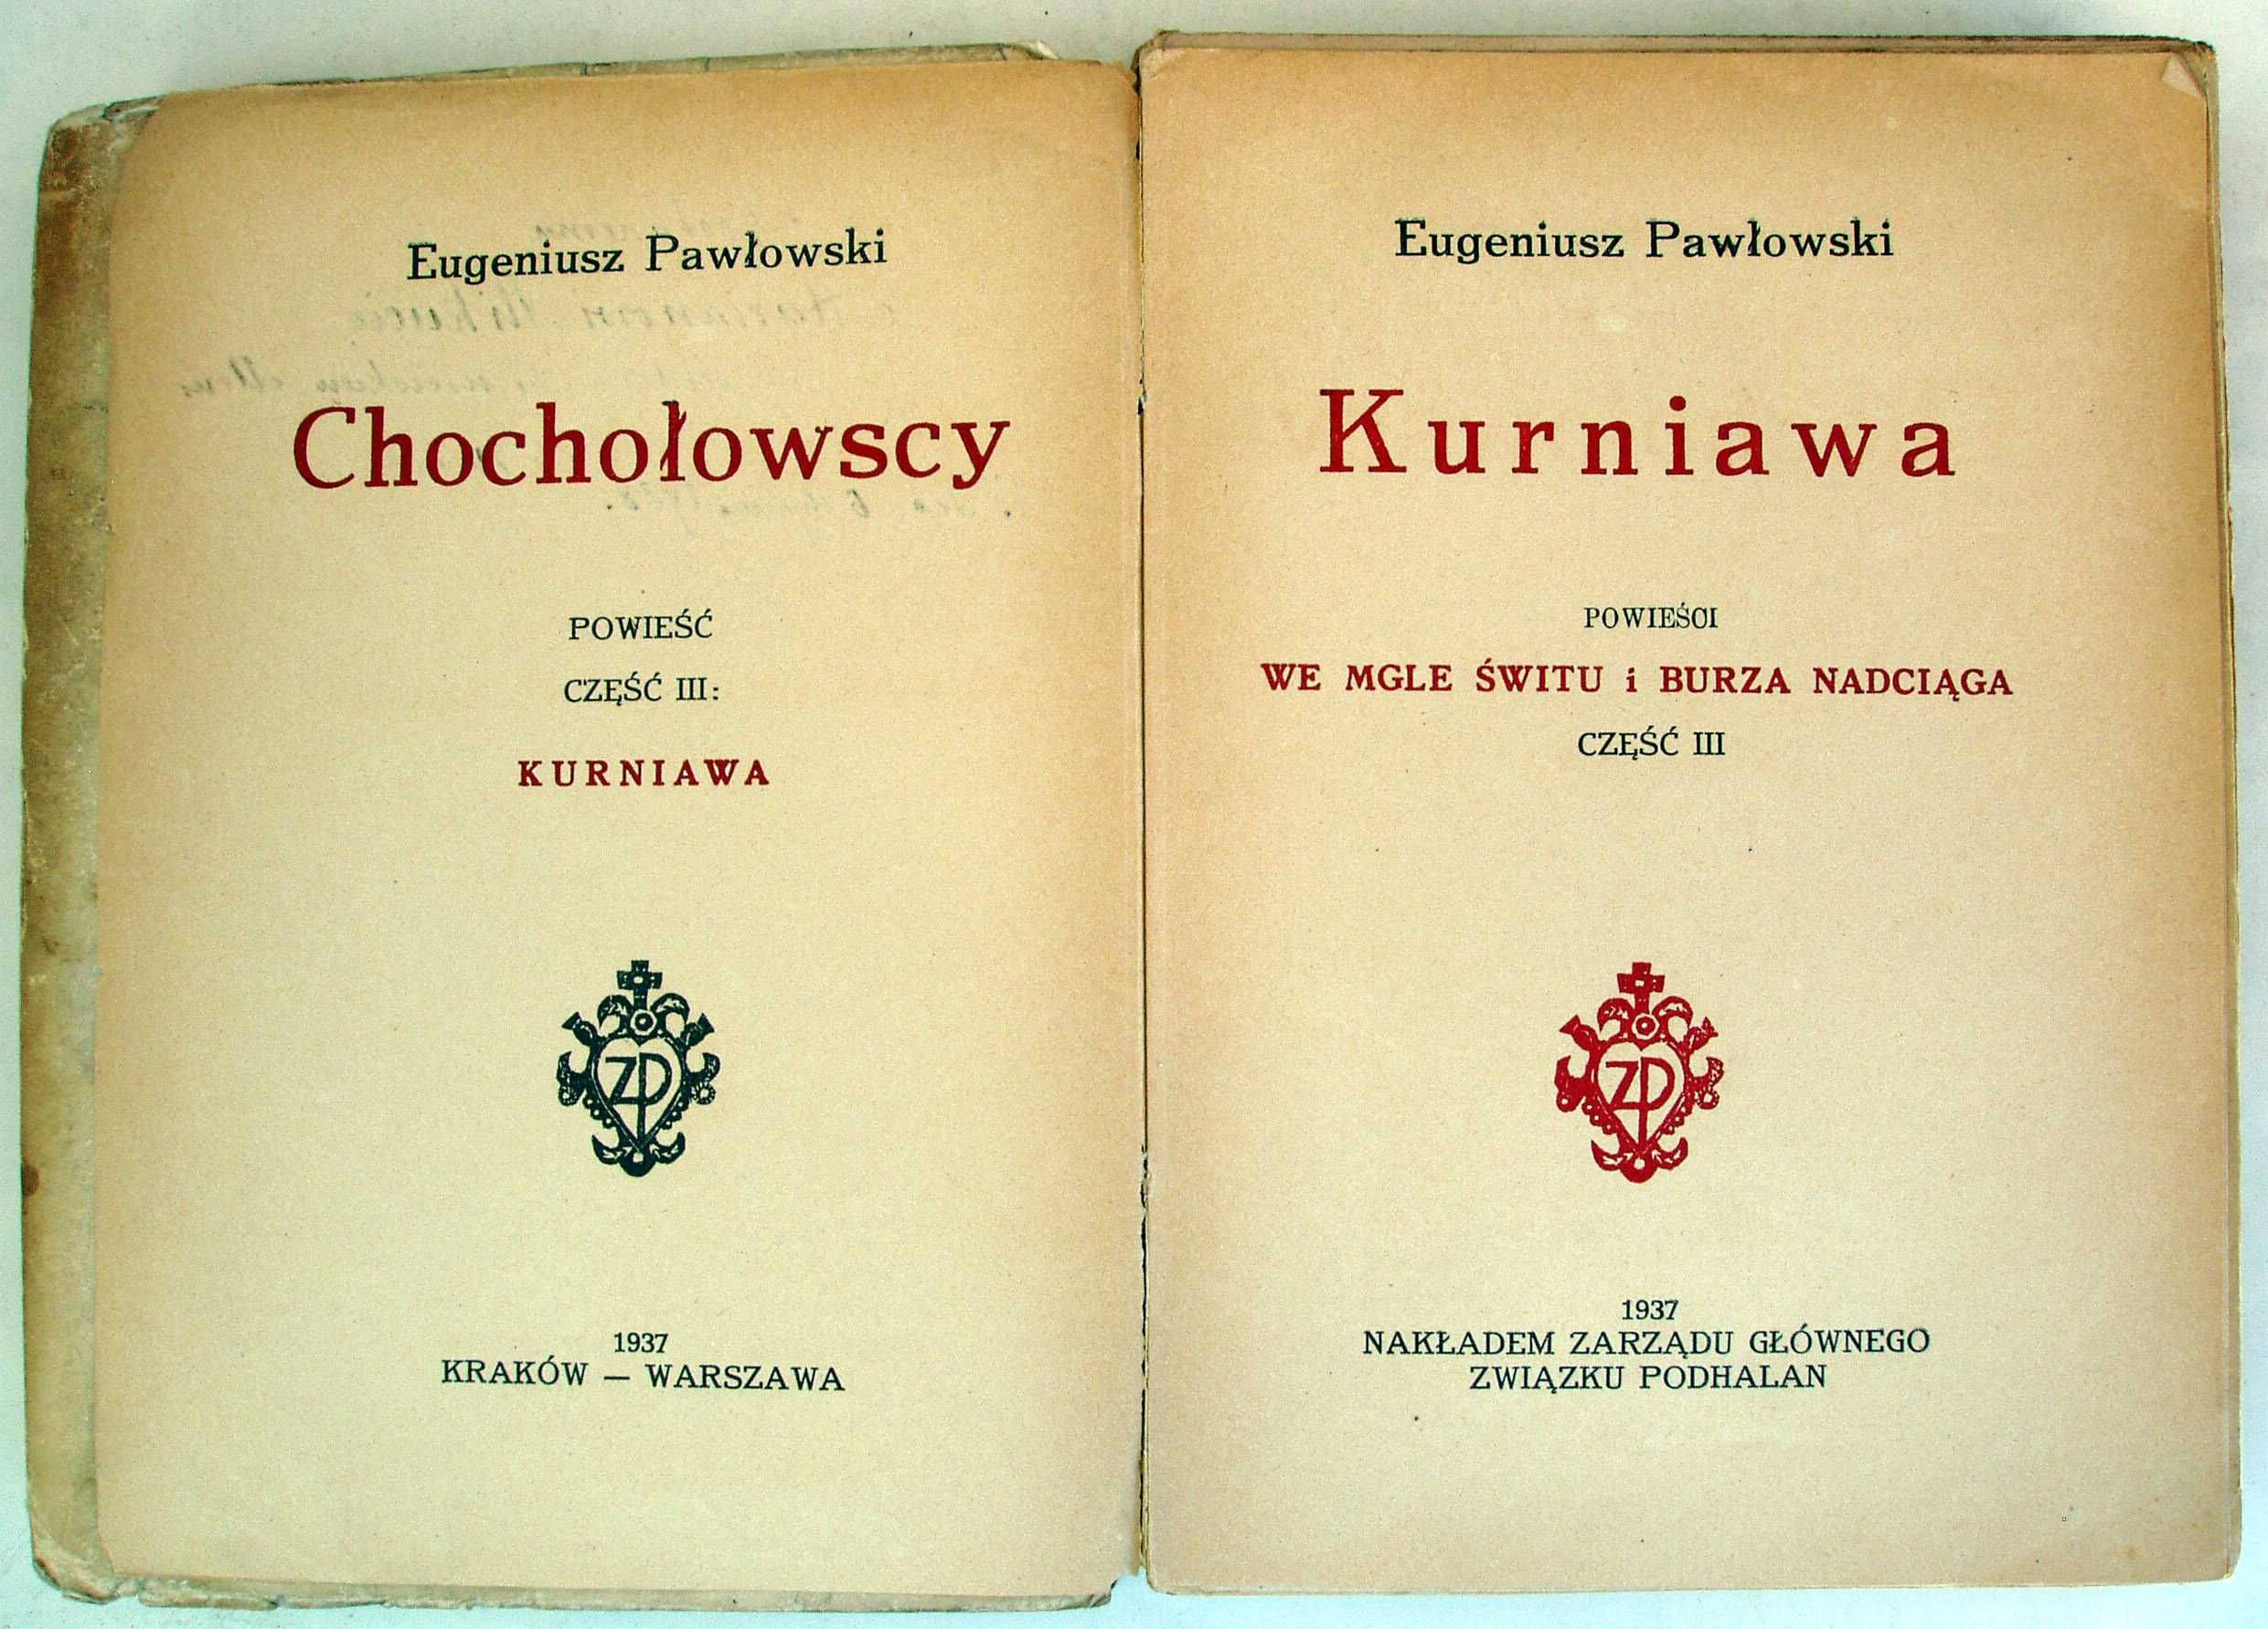 Eugeniusz Pawłowski
Chochołowscy
POWIEŚĆ
CZĘŚĆ III:
KURNIAWA
ZP
1937
KRAKÓW — WARSZAWA
Eugeniusz Pawłowski
Kurniawa
POWIEŚCI
WE MGLE ŚWITU i BURZA NADCIĄGA
CZĘŚĆ III
ZP
1937
NAKŁADEM ZARZĄDU GŁÓWNEGO
ZWIĄZKU PODHALAN